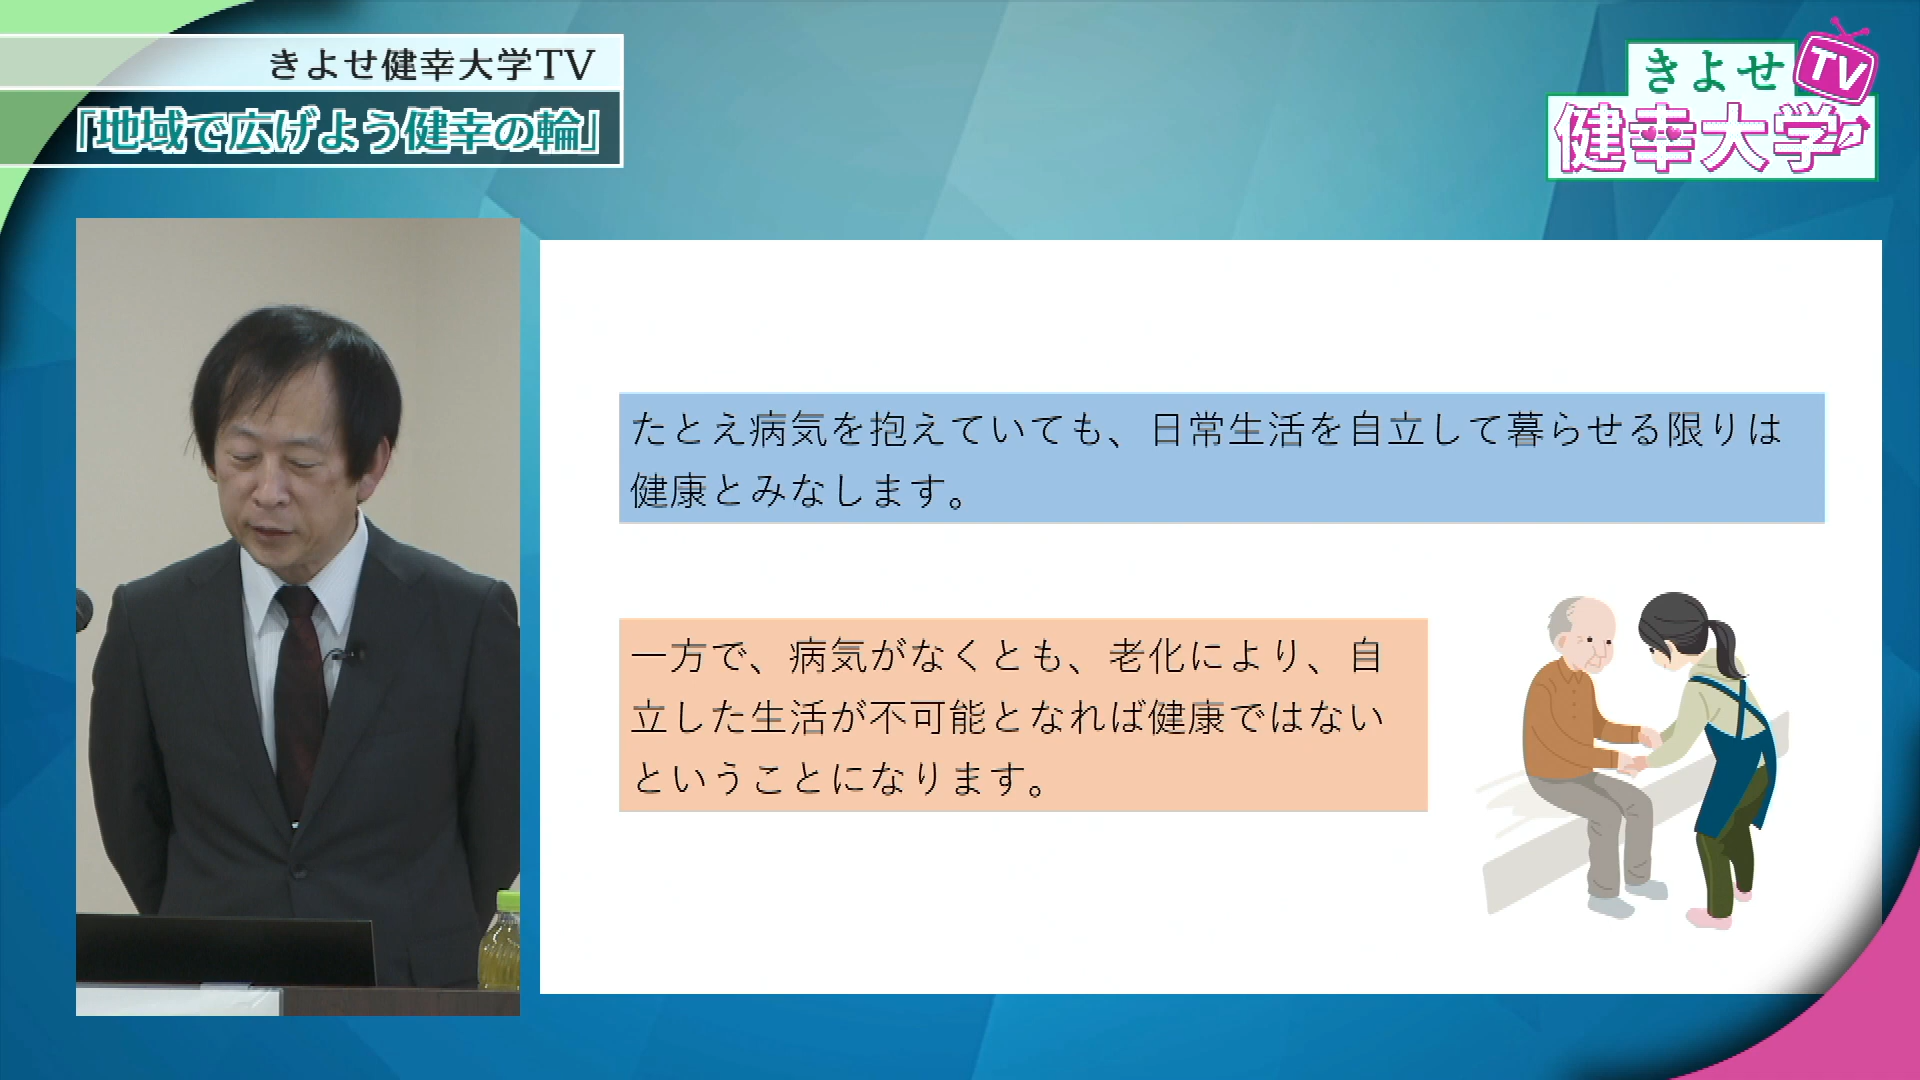 きよせ健幸大学TV
「地域で広げよう健幸の輪」
きよせ
TV
健幸大学
たとえ病気を抱えていても、日常生活を自立して暮らせる限りは
健康とみなします。
一方で、病気がなくとも、老化により、自
立した生活が不可能となれば健康ではない
ということになります。